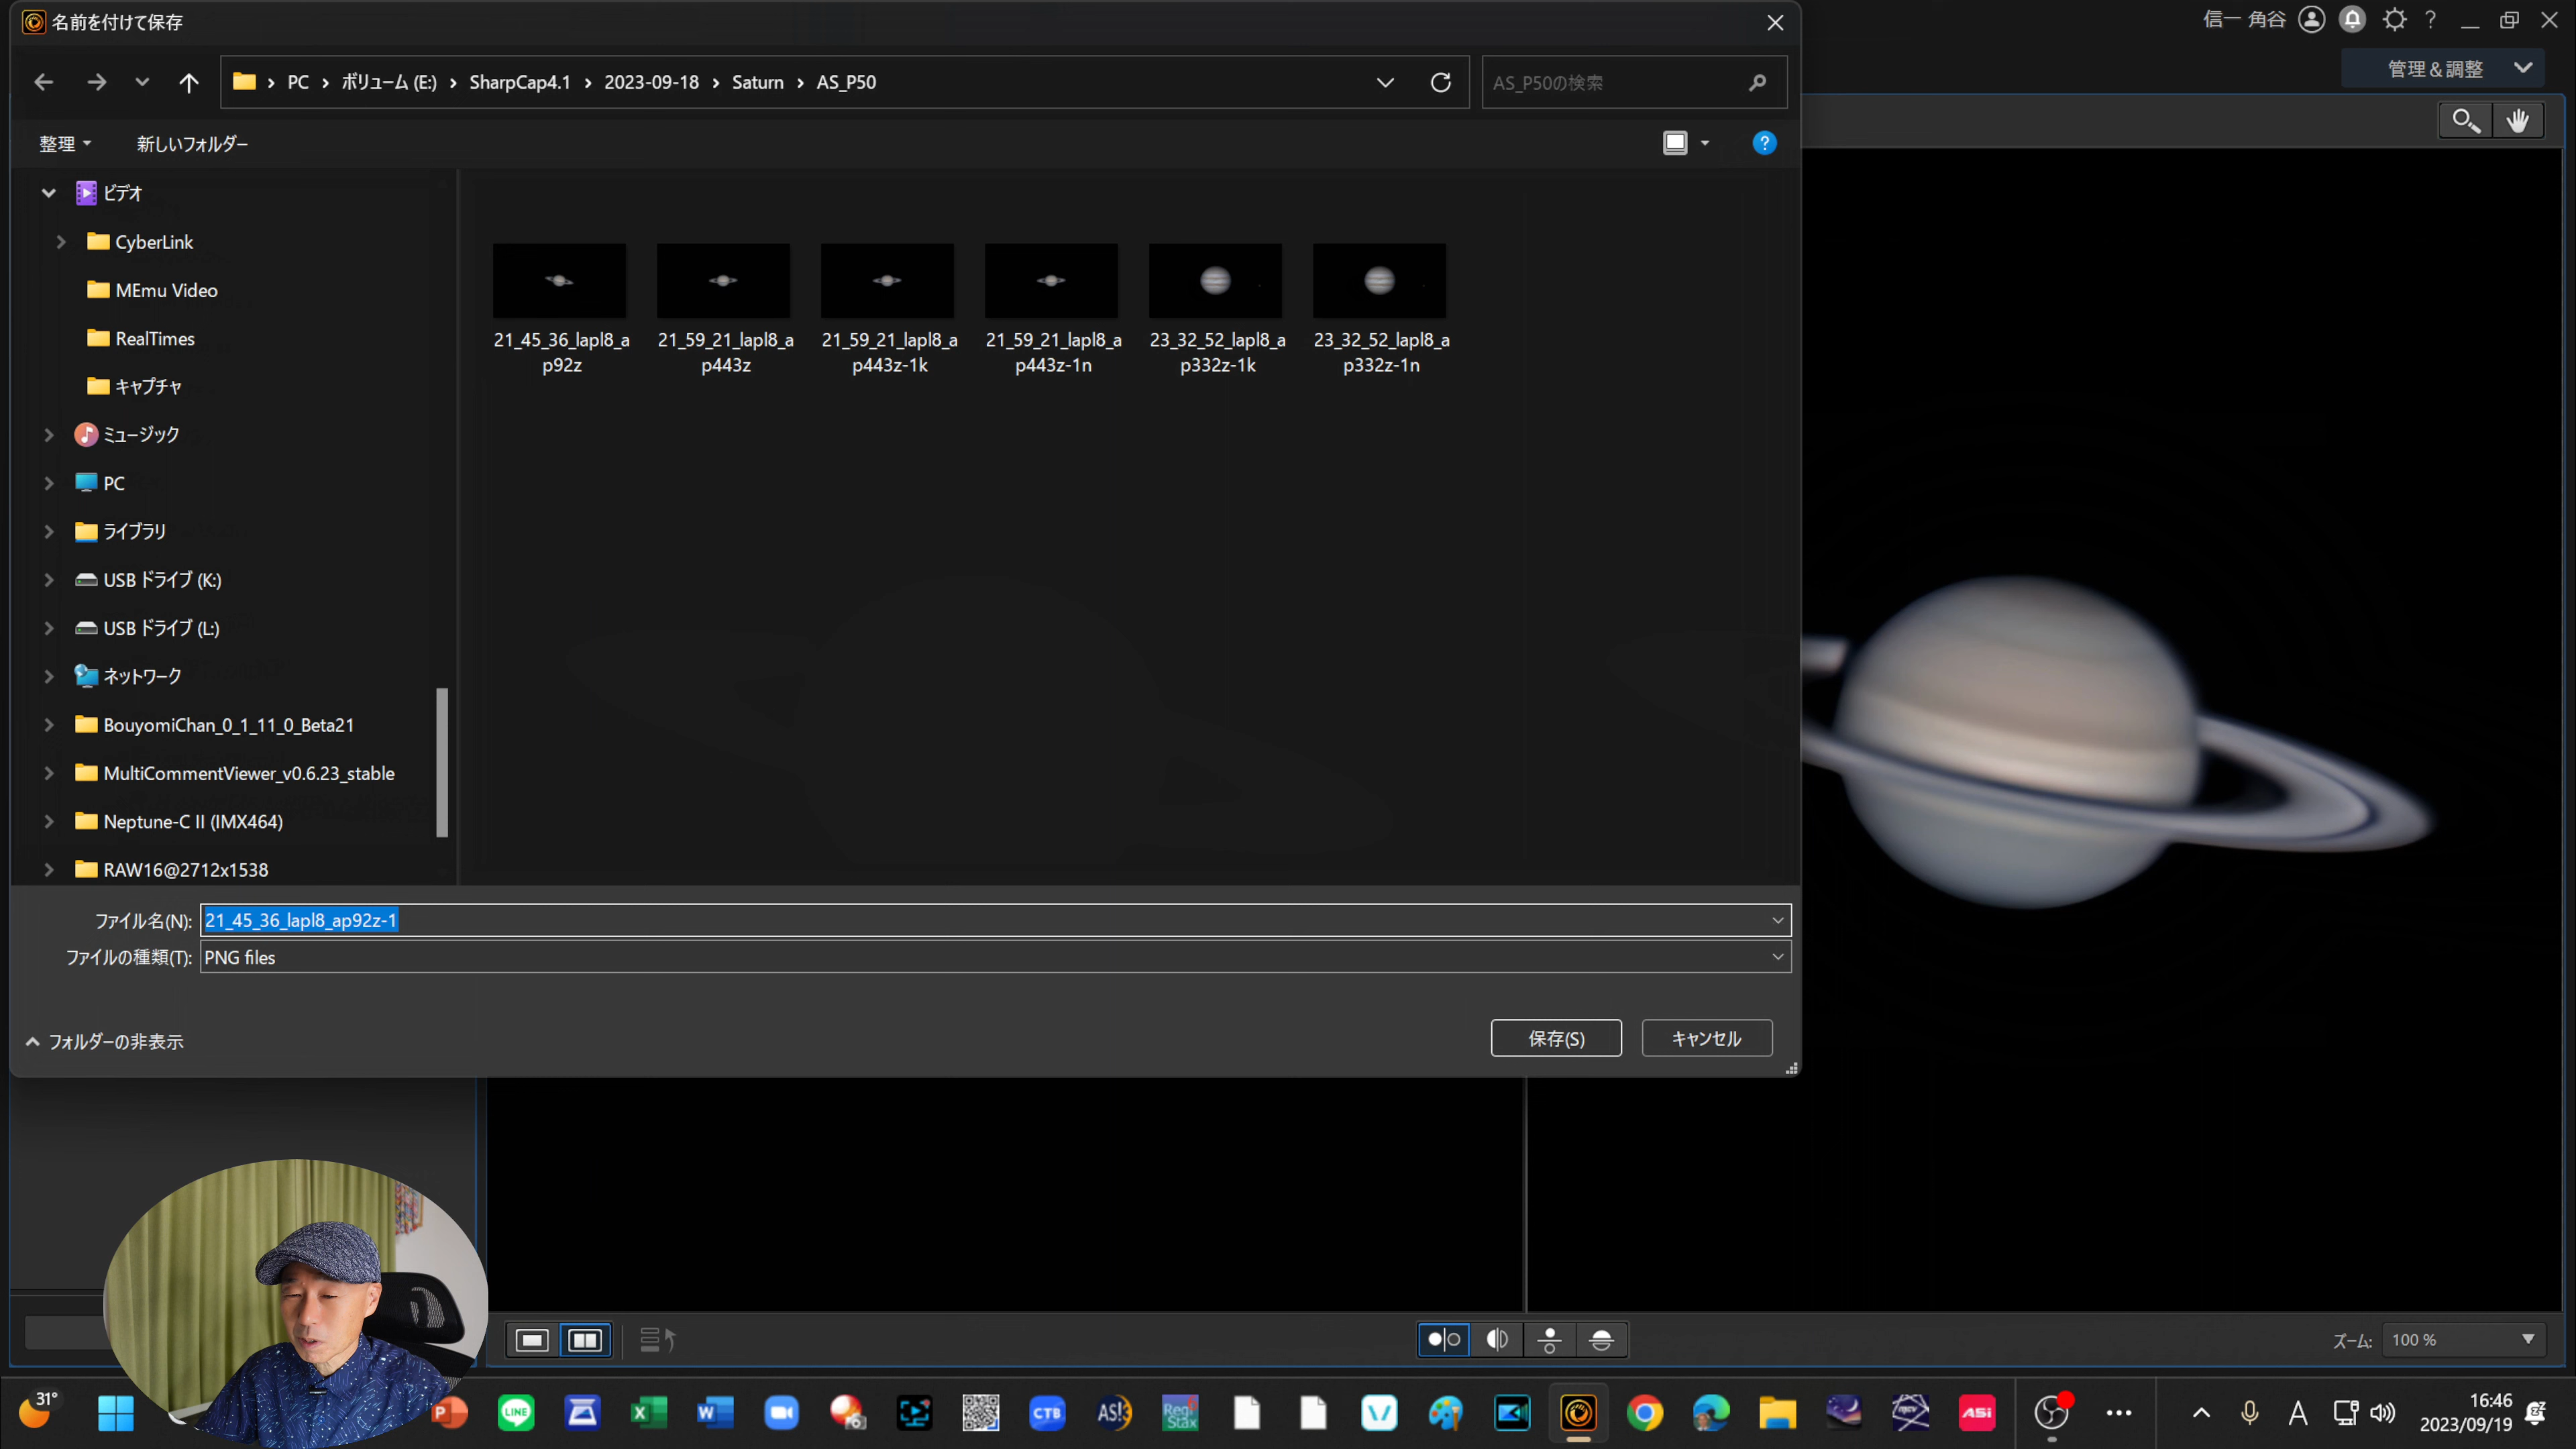 名前を付けて保存
信一 角谷
?
管理&調整
PC
ボリューム (E:)
SharpCap4.1
2023-09-18
Saturn
AS_P50
AS_P50の検索
整理
新しいフォルダー
?
ビデオ
CyberLink
MEmu Video
RealTimes
キャプチャ
ミュージック
PC
ライブラリ
USB ドライブ (K:)
USB ドライブ (L:)
ネットワーク
BouyomiChan_0_1_11_0_Beta21
MultiCommentViewer_v0.6.23_stable
Neptune-C II (IMX464)
RAW16@2712x1538
21_45_36_lapl8_a
p92z
21_59_21_lapl8_a
p443z
21_59_21_lapl8_a
p443z-1k
21_59_21_lapl8_a
p443z-1n
23_32_52_lapl8_a
p332z-1k
23_32_52_lapl8_a
p332z-1n
ファイル名(N):
21_45_36_lapl8_ap92z-1
ファイルの種類(T):
PNG files
フォルダーの非表示
保存(S)
キャンセル
ズーム:
100 %
31°
P
LINE
X
W
CTB
AS!3
Regi
Stax
ASI
A
16:46
2023/09/19